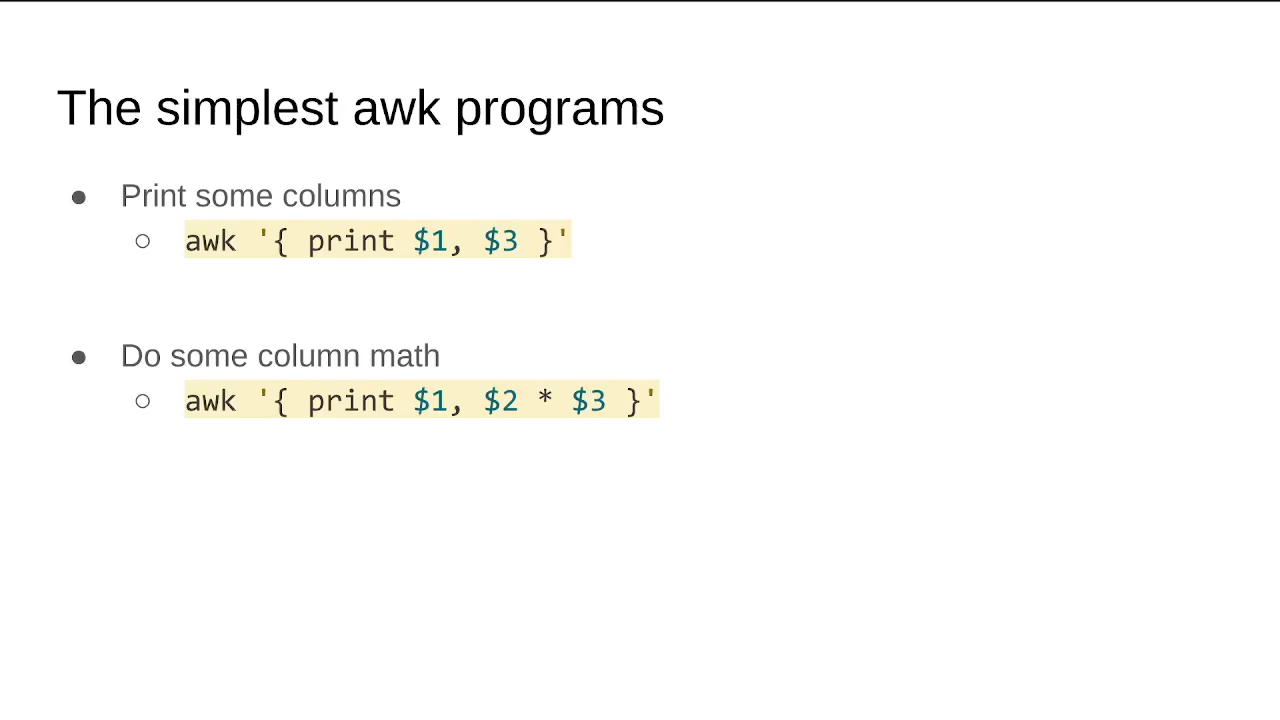 The simplest awk programs
● Print some columns
○ awk '{ print $1, $3 }'
● Do some column math
○ awk '{ print $1, $2 * $3 }'